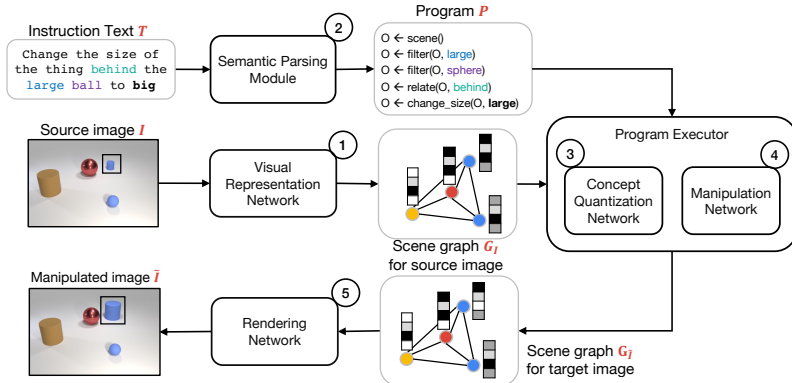 Instruction Text T
Change the size of
the thing behind the
large ball to big
2
Semantic Parsing
Module
Program P
O ← scene()
O ← filter(O, large)
O ← filter(O, sphere)
O ← relate(O, behind)
O ← change_size(O, large)
Source image I
1
Visual
Representation
Network
Scene graph G_I
for source image
Program Executor
3
Concept
Quantization
Network
4
Manipulation
Network
Manipulated image Ĩ
5
Rendering
Network
Scene graph G_Ĩ
for target image